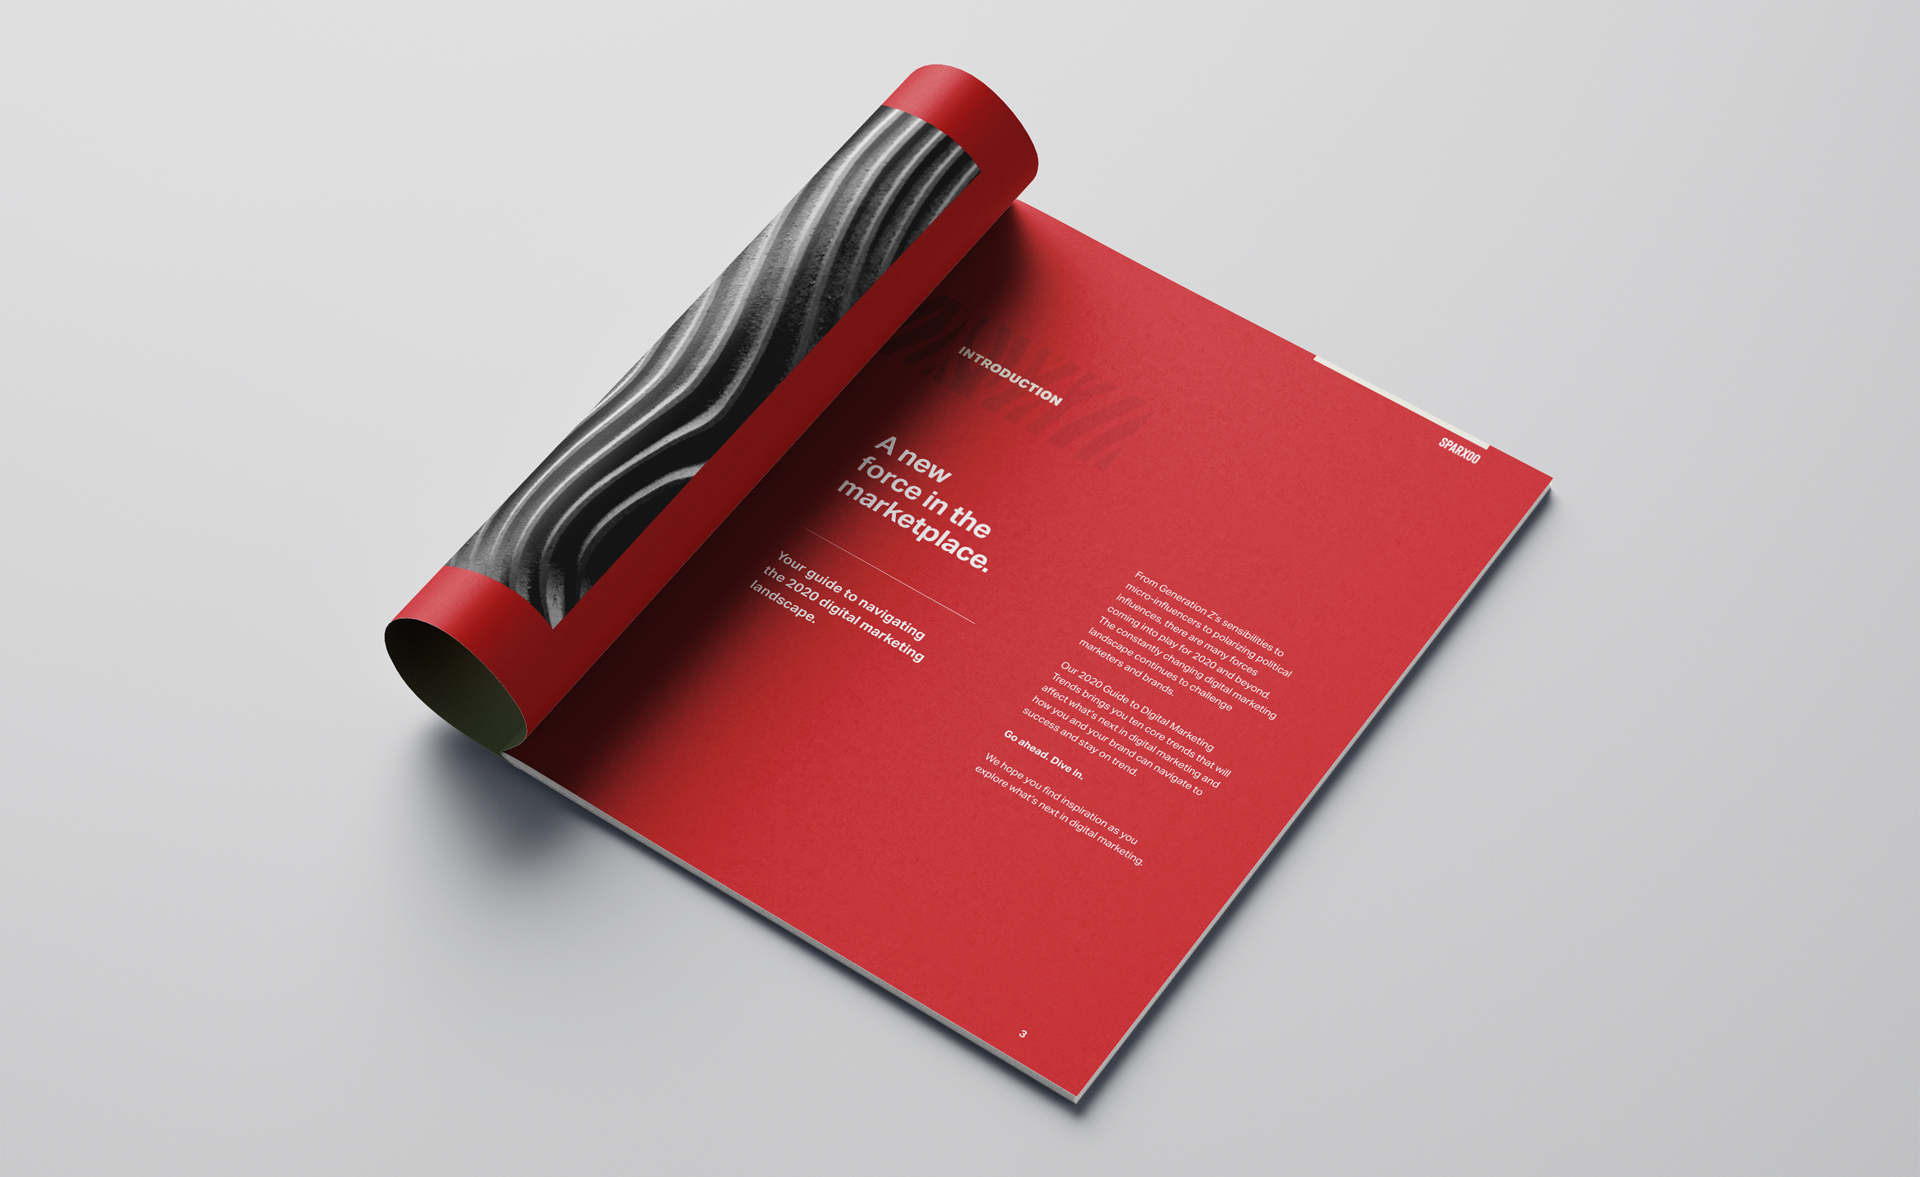 SPARXOO
INTRODUCTION
A new
force in the
marketplace.
Your guide to navigating
the 2020 digital marketing
landscape.
From Generation Z's sensibilities to
micro-influencers to polarizing political
influences, there are many forces
coming into play for 2020 and beyond.
The constantly changing digital marketing
landscape continues to challenge
marketers and brands.
Our 2020 Guide to Digital Marketing
Trends brings you ten core trends that will
affect what's next in digital marketing and
how you and your brand can navigate to
success and stay on trend.
Go ahead. Dive in.
We hope you find inspiration as you
explore what's next in digital marketing.
3